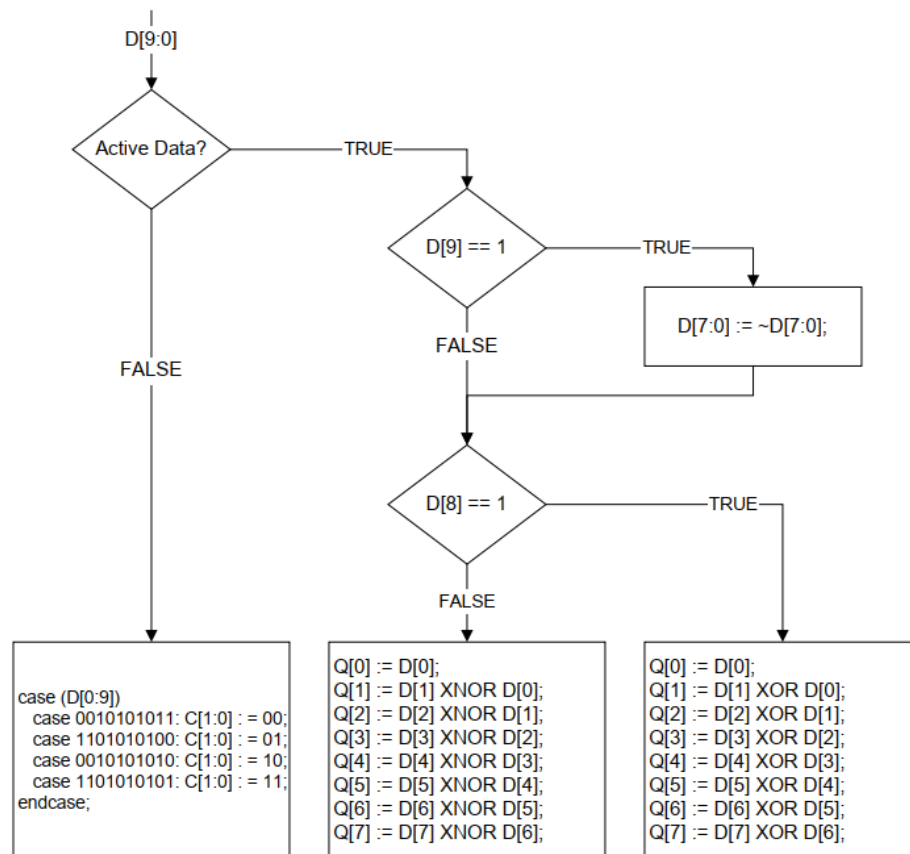 D[9:0]
Active Data?
TRUE
D[9] == 1
TRUE
D[7:0] := ~D[7:0];
FALSE
FALSE
D[8] == 1
TRUE
FALSE
case (D[0:9])
case 0010101011: C[1:0] : = 00;
case 1101010100: C[1:0] : = 01;
case 0010101010: C[1:0] : = 10;
case 1101010101: C[1:0] : = 11;
endcase;
Q[0] := D[0];
Q[1] := D[1] XNOR D[0];
Q[2] := D[2] XNOR D[1];
Q[3] := D[3] XNOR D[2];
Q[4] := D[4] XNOR D[3];
Q[5] := D[5] XNOR D[4];
Q[6] := D[6] XNOR D[5];
Q[7] := D[7] XNOR D[6];
Q[0] := D[0];
Q[1] := D[1] XOR D[0];
Q[2] := D[2] XOR D[1];
Q[3] := D[3] XOR D[2];
Q[4] := D[4] XOR D[3];
Q[5] := D[5] XOR D[4];
Q[6] := D[6] XOR D[5];
Q[7] := D[7] XOR D[6];